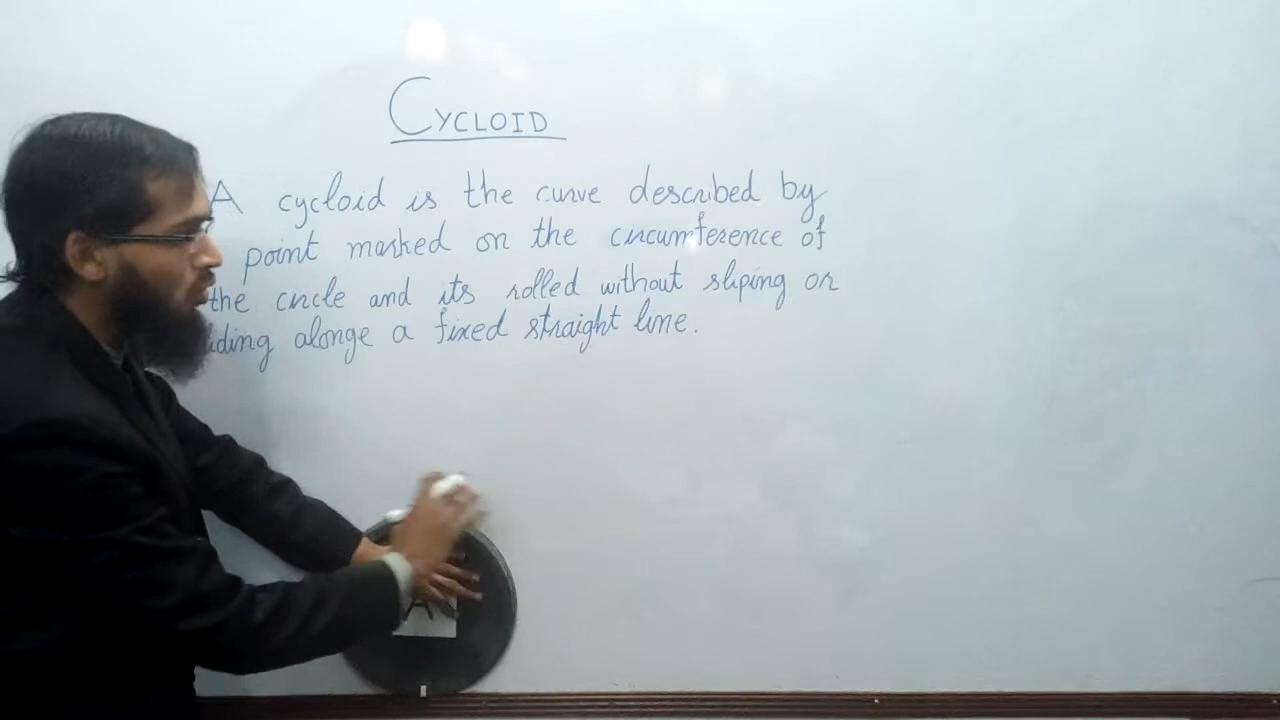 CYCLOID
A cycloid is the curve described by
point marked on the circumference of
the circle and its rolled without sliping or
iding alonge a fixed straight line.
A